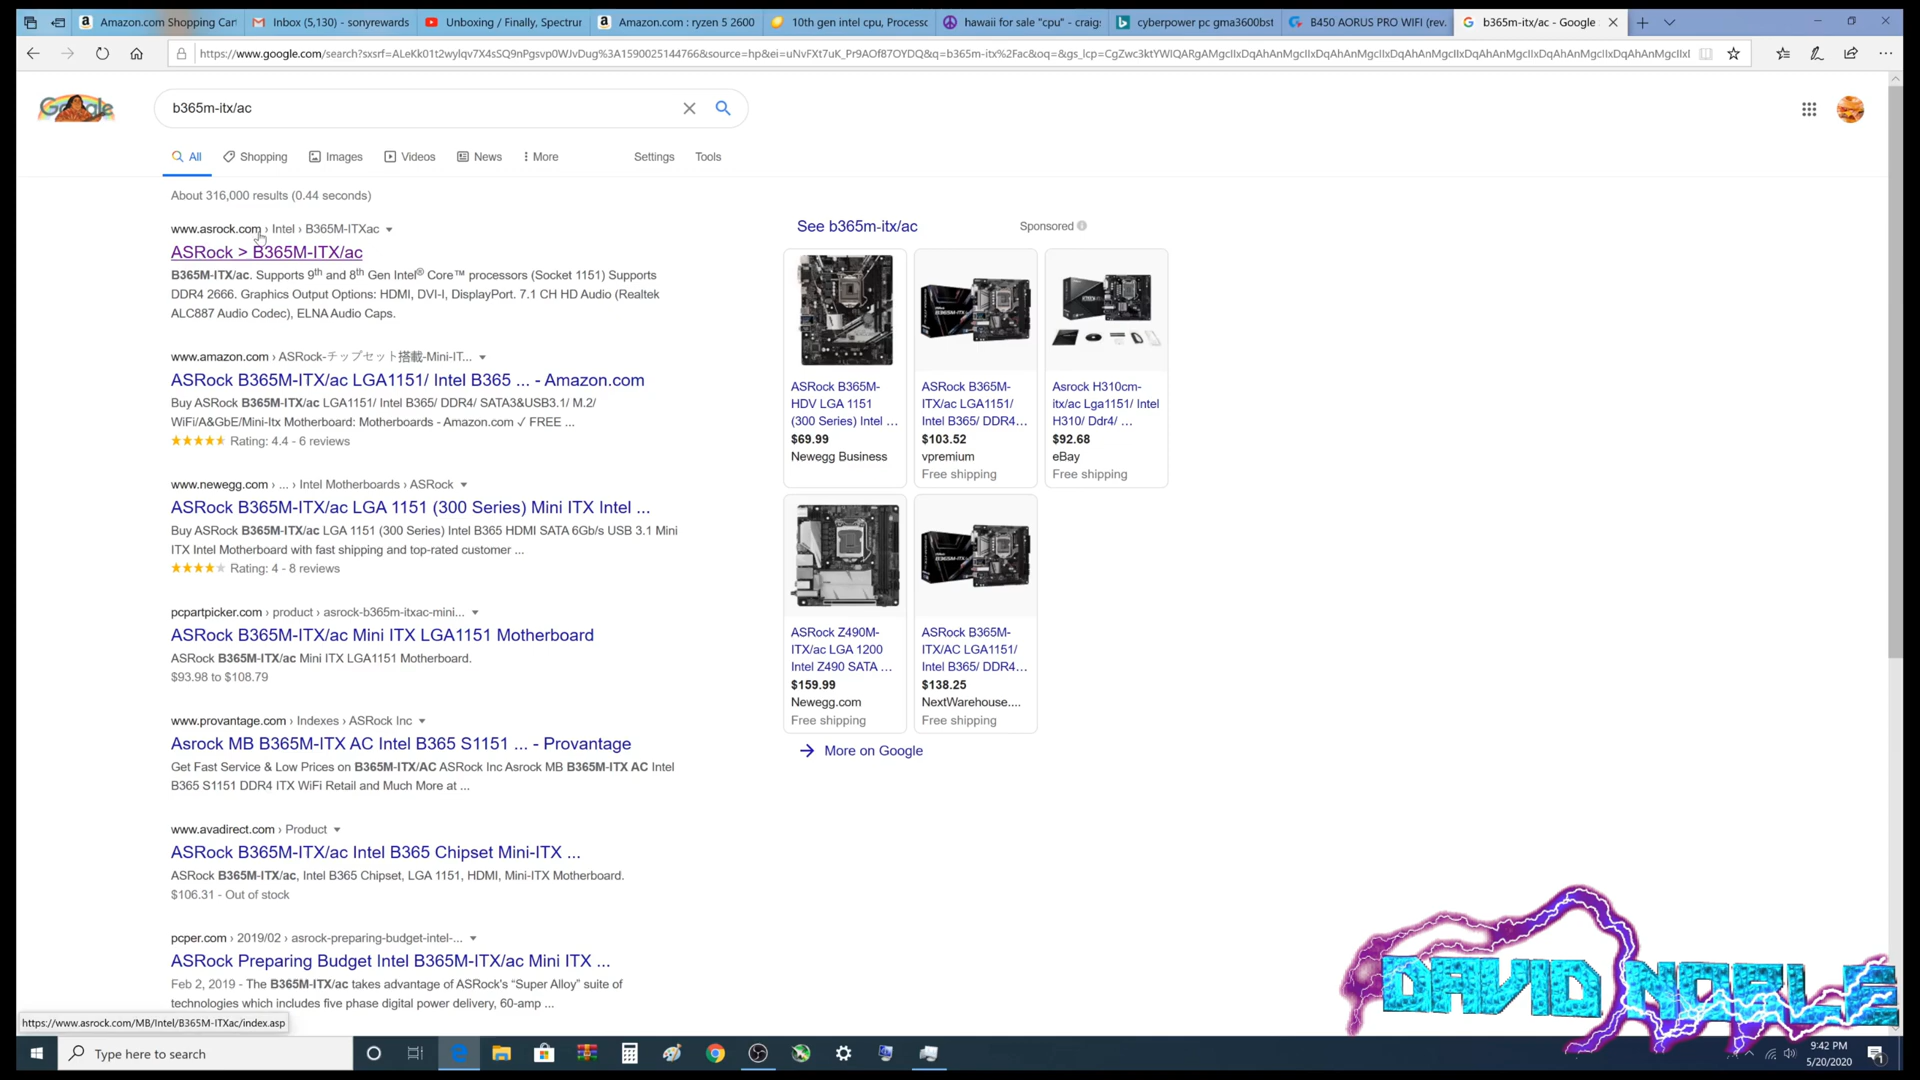 Amazon.com Shopping Cart
Inbox (5,130) - sonyrewards
Unboxing / Finally, Spectrum
Amazon.com : ryzen 5 2600
10th gen intel cpu, Processo
hawaii for sale "cpu" - craigs
cyberpower pc gma3600bst
B450 AORUS PRO WIFI (rev.
b365m-itx/ac - Google
b365m-itx/ac
All
Shopping
Images
Videos
News
More
Settings
Tools
About 316,000 results (0.44 seconds)
www.asrock.com › Intel › B365M-ITXac
ASRock > B365M-ITX/ac
B365M-ITX/ac. Supports 9th and 8th Gen Intel® Core™ processors (Socket 1151) Supports
DDR4 2666. Graphics Output Options: HDMI, DVI-I, DisplayPort. 7.1 CH HD Audio (Realtek
ALC887 Audio Codec), ELNA Audio Caps.
www.amazon.com › ASRock-チップセット搭載-Mini-IT...
ASRock B365M-ITX/ac LGA1151/ Intel B365 ... - Amazon.com
Buy ASRock B365M-ITX/ac LGA1151/ Intel B365/ DDR4/ SATA3&USB3.1/ M.2/
WiFi/A&GbE/Mini-Itx Motherboard: Motherboards - Amazon.com ✓ FREE ...
Rating: 4.4 - 6 reviews
www.newegg.com › ... › Intel Motherboards › ASRock
ASRock B365M-ITX/ac LGA 1151 (300 Series) Mini ITX Intel ...
Buy ASRock B365M-ITX/ac LGA 1151 (300 Series) Intel B365 HDMI SATA 6Gb/s USB 3.1 Mini
ITX Intel Motherboard with fast shipping and top-rated customer ...
Rating: 4 - 8 reviews
pcpartpicker.com › product › asrock-b365m-itxac-mini...
ASRock B365M-ITX/ac Mini ITX LGA1151 Motherboard
ASRock B365M-ITX/ac Mini ITX LGA1151 Motherboard.
$93.98 to $108.79
www.provantage.com › Indexes › ASRock Inc
Asrock MB B365M-ITX AC Intel B365 S1151 ... - Provantage
Get Fast Service & Low Prices on B365M-ITX/AC ASRock Inc Asrock MB B365M-ITX AC Intel
B365 S1151 DDR4 ITX WiFi Retail and Much More at ...
www.avadirect.com › Product
ASRock B365M-ITX/ac Intel B365 Chipset Mini-ITX ...
ASRock B365M-ITX/ac, Intel B365 Chipset, LGA 1151, HDMI, Mini-ITX Motherboard.
$106.31 - Out of stock
pcper.com › 2019/02 › asrock-preparing-budget-intel-...
ASRock Preparing Budget Intel B365M-ITX/ac Mini ITX ...
Feb 2, 2019 - The B365M-ITX/ac takes advantage of ASRock's “Super Alloy” suite of
technologies which includes five phase digital power delivery, 60-amp ...
See b365m-itx/ac
Sponsored
ASRock B365M-
HDV LGA 1151
(300 Series) Intel ...
$69.99
Newegg Business
ASRock B365M-
ITX/ac LGA1151/
Intel B365/ DDR4...
$103.52
vpremium
Free shipping
Asrock H310cm-
itx/ac Lga1151/ Intel
H310/ Ddr4/ ...
$92.68
eBay
Free shipping
ASRock Z490M-
ITX/ac LGA 1200
Intel Z490 SATA ...
$159.99
Newegg.com
Free shipping
ASRock B365M-
ITX/AC LGA1151/
Intel B365/ DDR4...
$138.25
NextWarehouse....
Free shipping
More on Google
DAVID NOBLE
https://www.asrock.com/MB/Intel/B365M-ITXac/index.asp
Type here to search
9:42 PM
5/20/2020